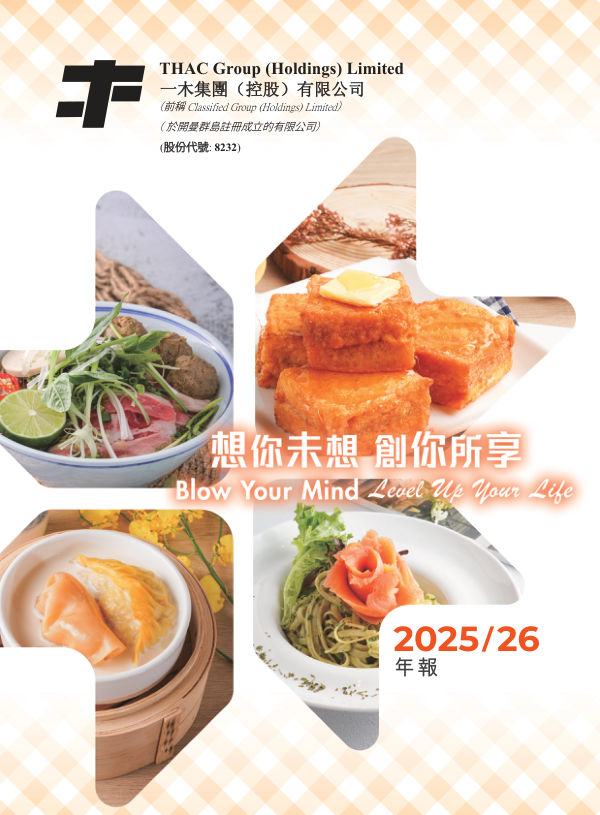 THAC Group (Holdings) Limited
一木集團（控股）有限公司
（前稱 Classified Group (Holdings) Limited）
（於開曼群島註冊成立的有限公司）
(股份代號: 8232)
想你未想 創你所享
Blow Your Mind Level Up Your Life
2025/26
年報